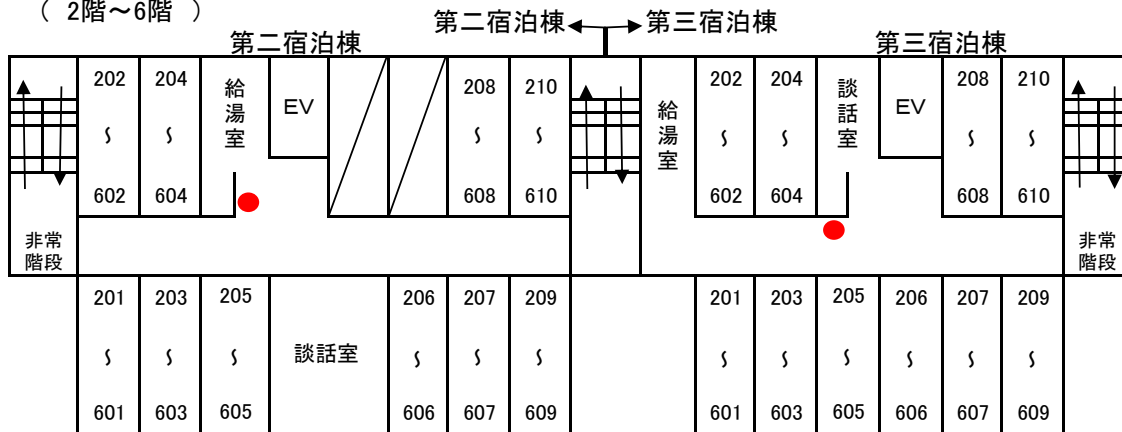 ( 2階～6階 )
第二宿泊棟 第三宿泊棟
第二宿泊棟 第三宿泊棟
202 204 給湯室 EV 208 210 給湯室 202 204 談話室 EV 208 210
～ ～ ～ ～ ～ ～ ～ ～
602 604 608 610 602 604 608 610
非常階段 非常階段
201 203 205 206 207 209 201 203 205 206 207 209
～ ～ ～ 談話室 ～ ～ ～ ～ ～ ～ ～ ～ ～
601 603 605 606 607 609 601 603 605 606 607 609